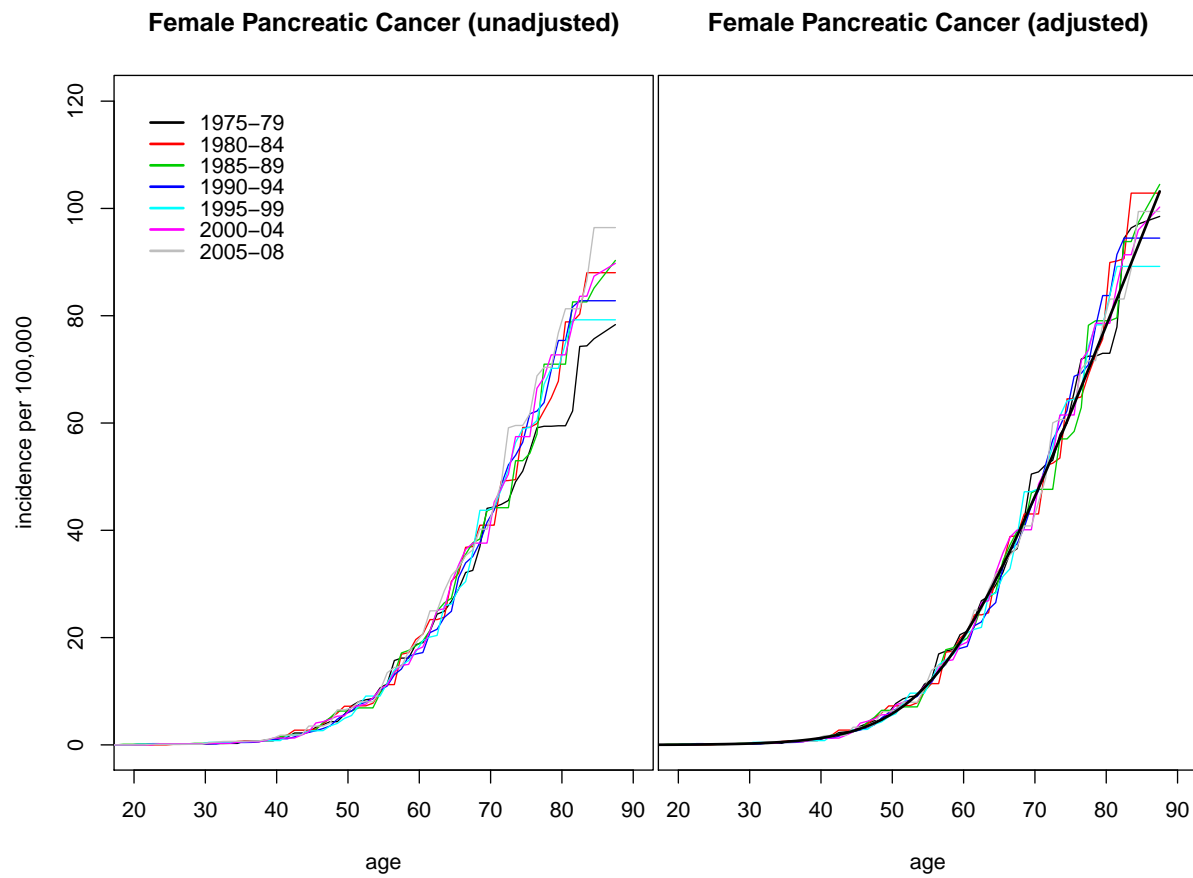 Female Pancreatic Cancer (unadjusted)
Female Pancreatic Cancer (adjusted)
incidence per 100,000
120
100
80
60
40
20
0
1975−79
1980−84
1985−89
1990−94
1995−99
2000−04
2005−08
20 30 40 50 60 70 80 90
20 30 40 50 60 70 80 90
age
age